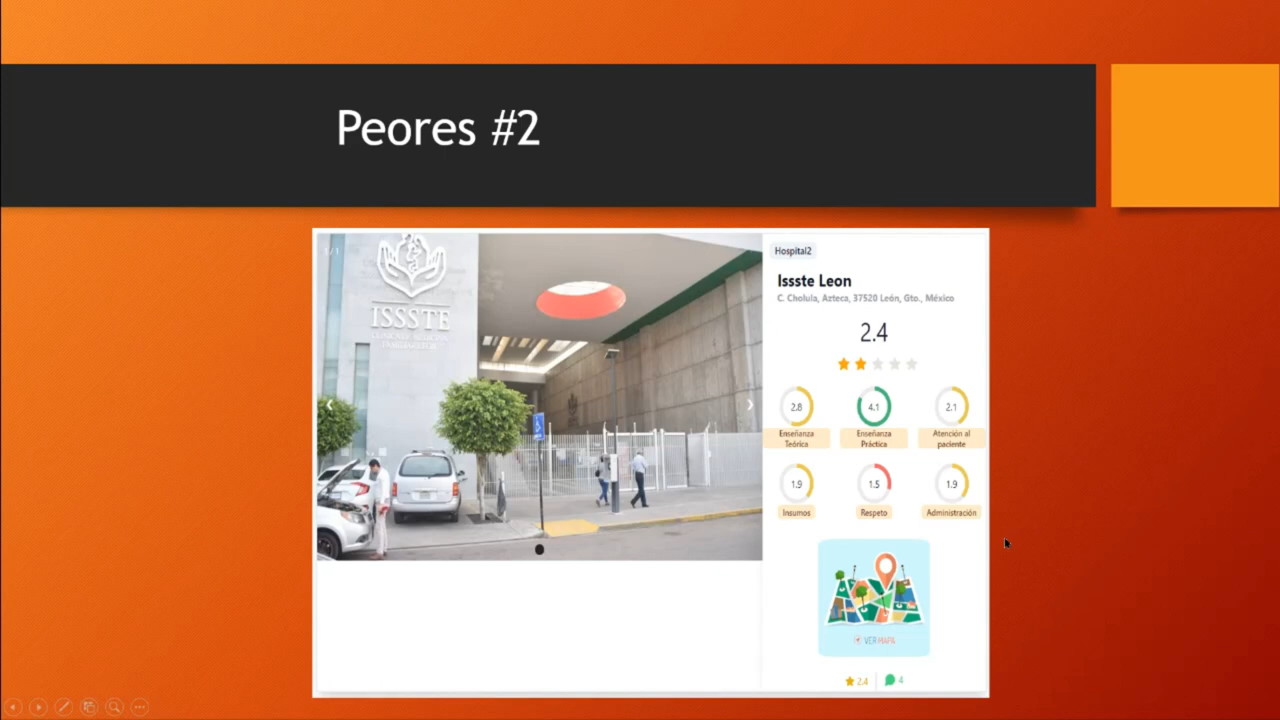 Peores #2
1/1
ISSSTE
Hospital2
Issste Leon
C. Cholula, Azteca, 37520 León, Gto., México
2.4
2.8
4.1
2.1
Enseñanza
Teórica
Enseñanza
Práctica
Atención al
paciente
1.9
1.5
1.9
Insumos
Respeto
Administración
VER MAPA
2.4
4